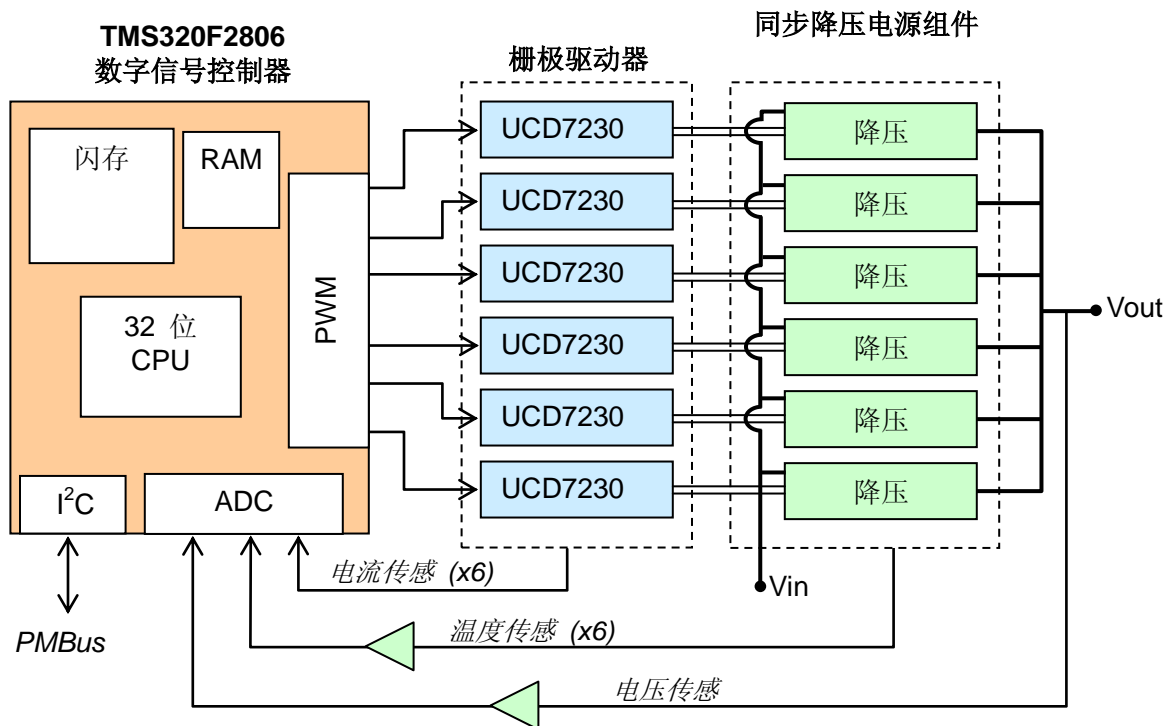 TMS320F2806
数字信号控制器
栅极驱动器
同步降压电源组件
闪存
RAM
32 位
CPU
PWM
I²C
ADC
UCD7230
UCD7230
UCD7230
UCD7230
UCD7230
UCD7230
降压
降压
降压
降压
降压
降压
Vout
Vin
电流传感 (x6)
温度传感 (x6)
电压传感
PMBus